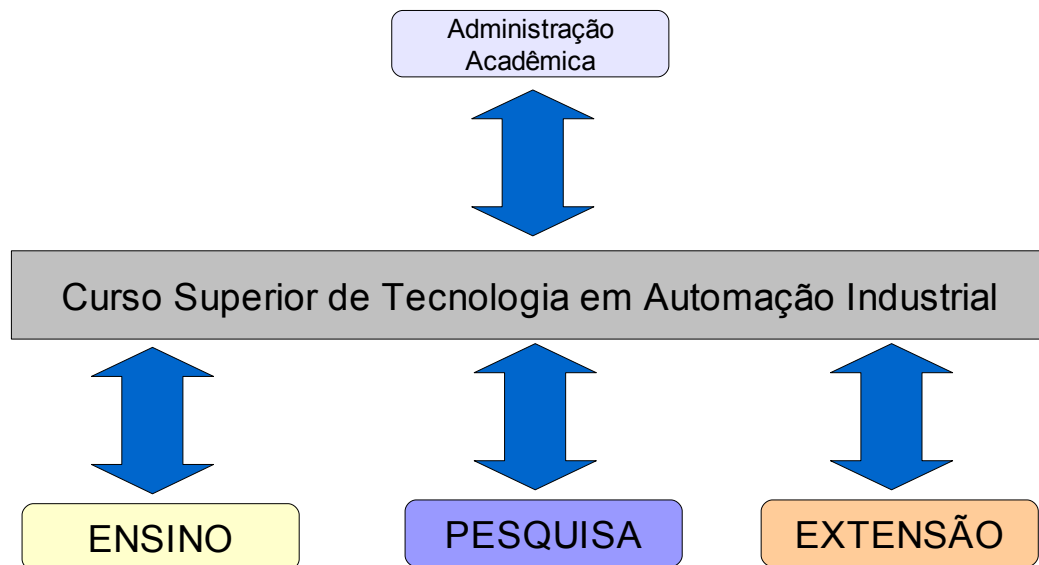 Administração
Acadêmica
Curso Superior de Tecnologia em Automação Industrial
ENSINO
PESQUISA
EXTENSÃO